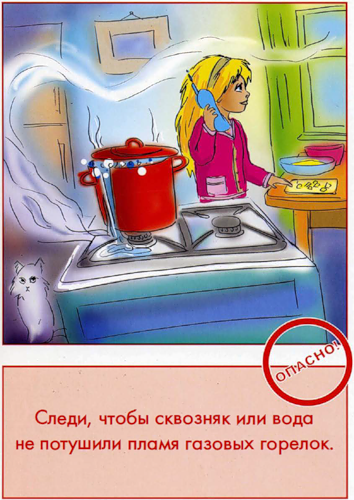 ОПАСНО!
Следи, чтобы сквозняк или вода
не потушили пламя газовых горелок.